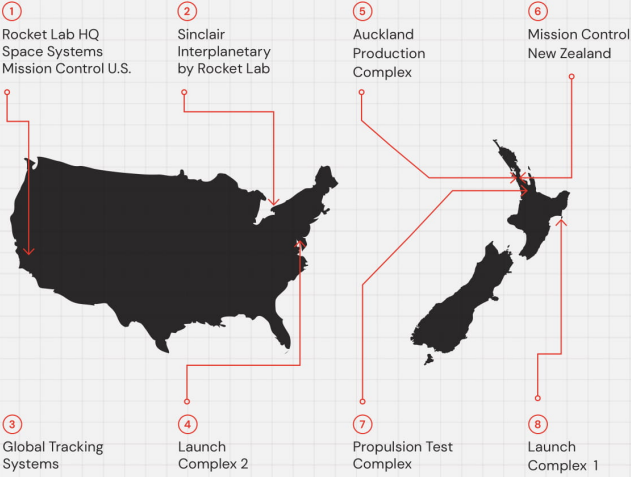 1
Rocket Lab HQ
Space Systems
Mission Control U.S.
2
Sinclair
Interplanetary
by Rocket Lab
5
Auckland
Production
Complex
6
Mission Control
New Zealand
3
Global Tracking
Systems
4
Launch
Complex 2
7
Propulsion Test
Complex
8
Launch
Complex 1